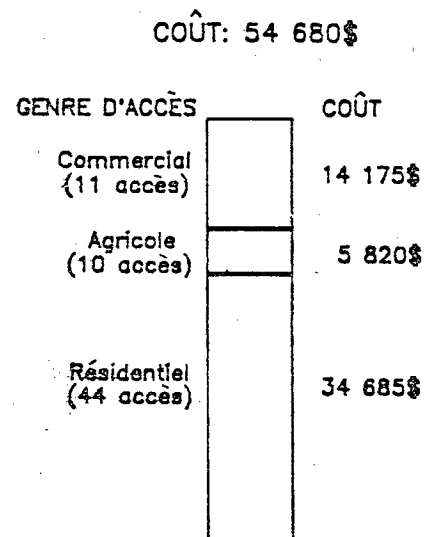 COÛT: 54 680$
GENRE D'ACCÈS COÛT
Commercial
(11 accès) 14 175$
Agricole
(10 accès) 5 820$
Résidentiel
(44 accès) 34 685$